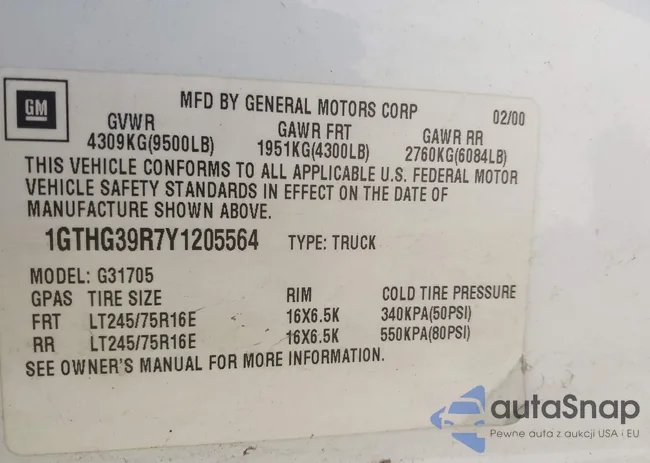 GM
MFD BY GENERAL MOTORS CORP 02/00
GVWR GAWR FRT GAWR RR
4309KG(9500LB) 1951KG(4300LB) 2760KG(6084LB)
THIS VEHICLE CONFORMS TO ALL APPLICABLE U.S. FEDERAL MOTOR
VEHICLE SAFETY STANDARDS IN EFFECT ON THE DATE OF
MANUFACTURE SHOWN ABOVE.
1GTHG39R7Y1205564 TYPE: TRUCK
MODEL: G31705
GPAS TIRE SIZE RIM COLD TIRE PRESSURE
FRT LT245/75R16E 16X6.5K 340KPA(50PSI)
RR LT245/75R16E 16X6.5K 550KPA(80PSI)
SEE OWNER'S MANUAL FOR MORE INFORMATION.
autaSnap
Pewne auta z aukcji USA i EU